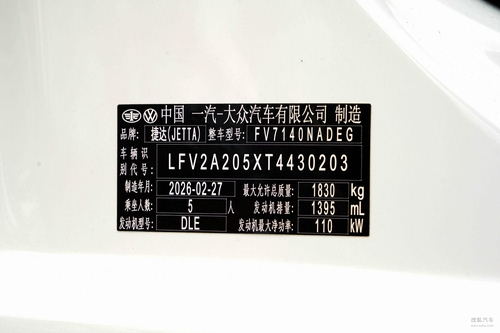 中国 一汽-大众汽车有限公司 制造
品牌: 捷达(JETTA) 整车型号: FV7140NADEG
车辆识别代号: LFV2A205XT4430203
制造年月: 2026-02-27 最大允许总质量: 1830 kg
乘坐人数: 5 人 发动机排量: 1395 mL
发动机型号: DLE 发动机最大净功率: 110 kW